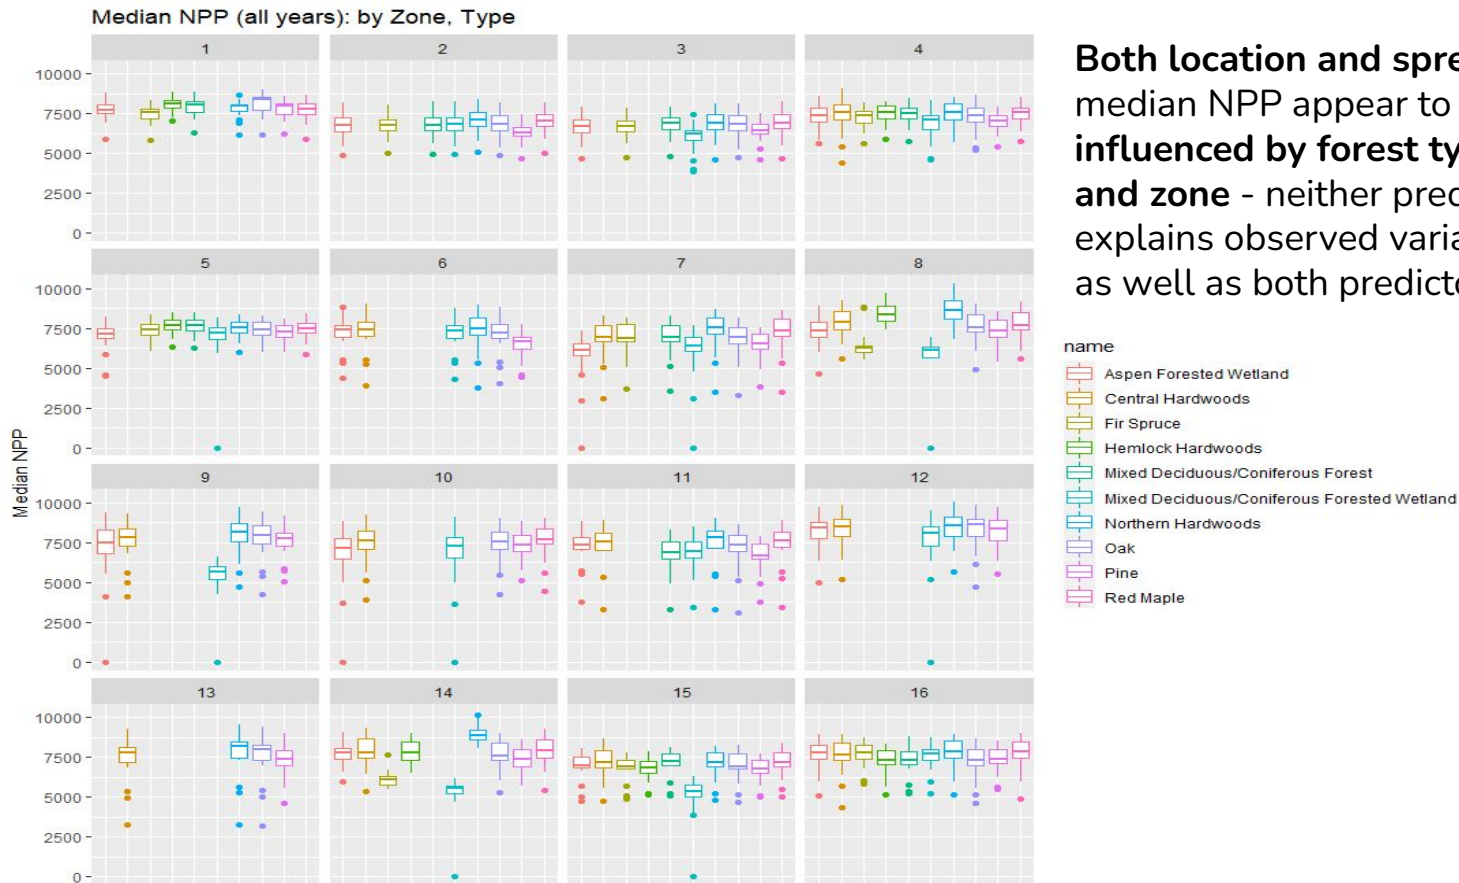 Median NPP (all years): by Zone, Type
1 2 3 4
10000
7500
5000
2500
0
5 6 7 8
10000
7500
5000
2500
0
9 10 11 12
10000
7500
5000
2500
0
13 14 15 16
10000
7500
5000
2500
0
Median NPP
Both location and spre
median NPP appear to
influenced by forest ty
and zone - neither pred
explains observed varia
as well as both predicto
name
Aspen Forested Wetland
Central Hardwoods
Fir Spruce
Hemlock Hardwoods
Mixed Deciduous/Coniferous Forest
Mixed Deciduous/Coniferous Forested Wetland
Northern Hardwoods
Oak
Pine
Red Maple